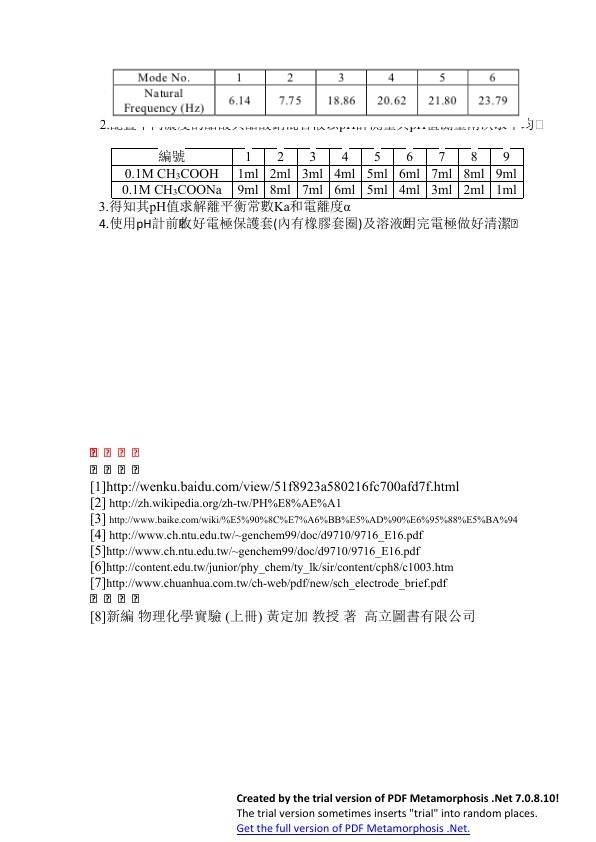 Mode No. 1 2 3 4 5 6
Natural Frequency (Hz) 6.14 7.75 18.86 20.62 21.80 23.79
編號 1 2 3 4 5 6 7 8 9
0.1M CH₃COOH 1ml 2ml 3ml 4ml 5ml 6ml 7ml 8ml 9ml
0.1M CH₃COONa 9ml 8ml 7ml 6ml 5ml 4ml 3ml 2ml 1ml
3.得知其pH值求解離平衡常數Ka和電離度α
4.使用pH計前收好電極保護套(內有橡膠套圈)及溶液用完電極做好清潔
[1]http://wenku.baidu.com/view/51f8923a580216fc700afd7f.html
[2] http://zh.wikipedia.org/zh-tw/PH%E8%AE%A1
[3] http://www.baike.com/wiki/%E5%90%8C%E7%A6%BB%E5%AD%90%E6%95%88%E5%BA%94
[4] http://www.ch.ntu.edu.tw/~genchem99/doc/d9710/9716_E16.pdf
[5]http://www.ch.ntu.edu.tw/~genchem99/doc/d9710/9716_E16.pdf
[6]http://content.edu.tw/junior/phy_chem/ty_lk/sir/content/cph8/c1003.htm
[7]http://www.chuanhua.com.tw/ch-web/pdf/new/sch_electrode_brief.pdf
[8]新編 物理化學實驗 (上冊) 黃定加 教授 著 高立圖書有限公司
Created by the trial version of PDF Metamorphosis .Net 7.0.8.10!
The trial version sometimes inserts "trial" into random places.
Get the full version of PDF Metamorphosis .Net.